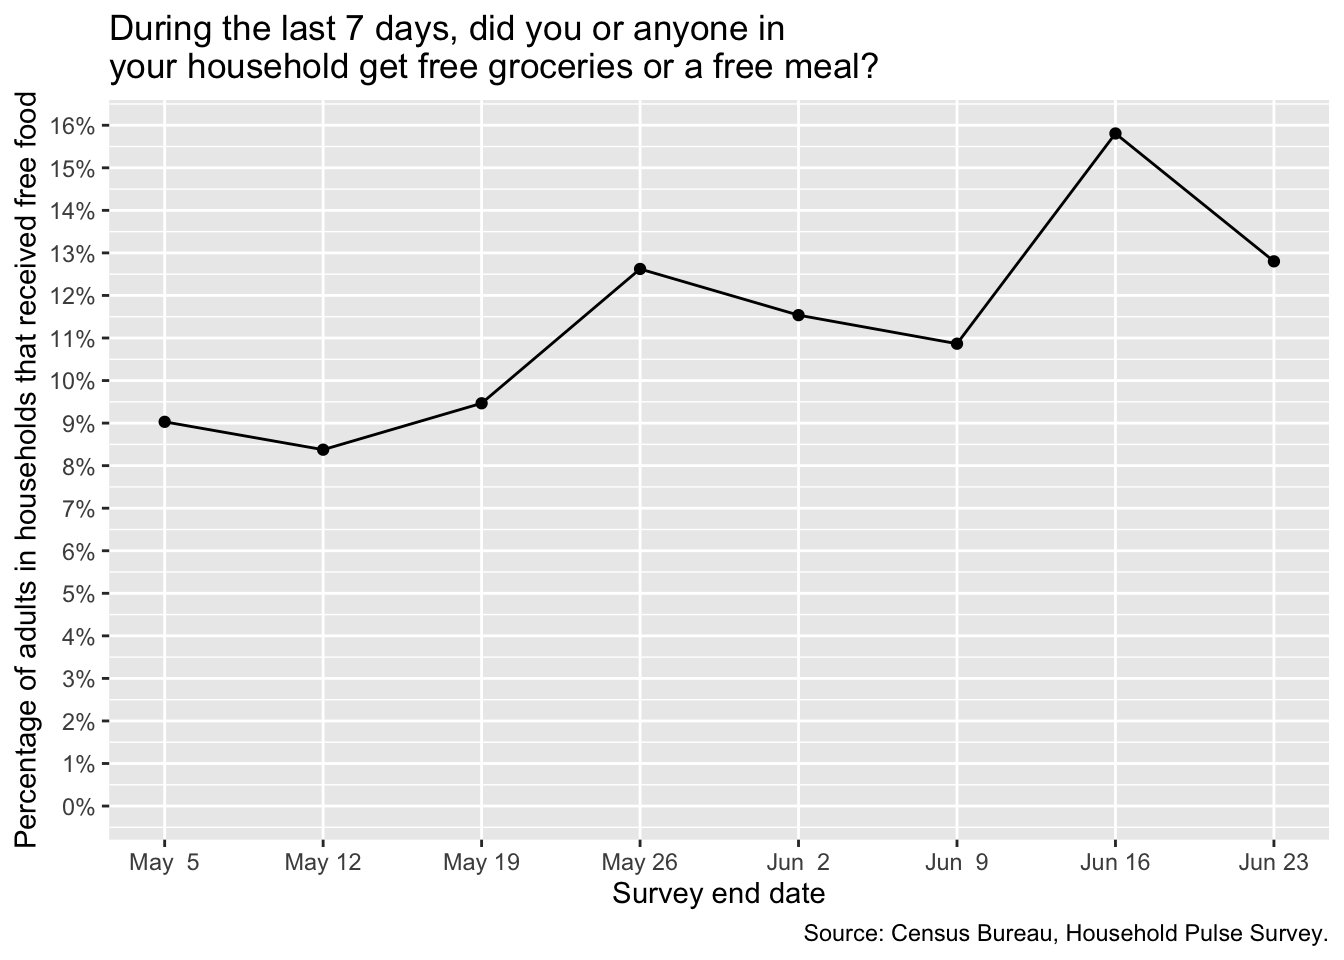 During the last 7 days, did you or anyone in
your household get free groceries or a free meal?
Percentage of adults in households that received free food
16%
15%
14%
13%
12%
11%
10%
9%
8%
7%
6%
5%
4%
3%
2%
1%
0%
May 5 May 12 May 19 May 26 Jun 2 Jun 9 Jun 16 Jun 23
Survey end date
Source: Census Bureau, Household Pulse Survey.